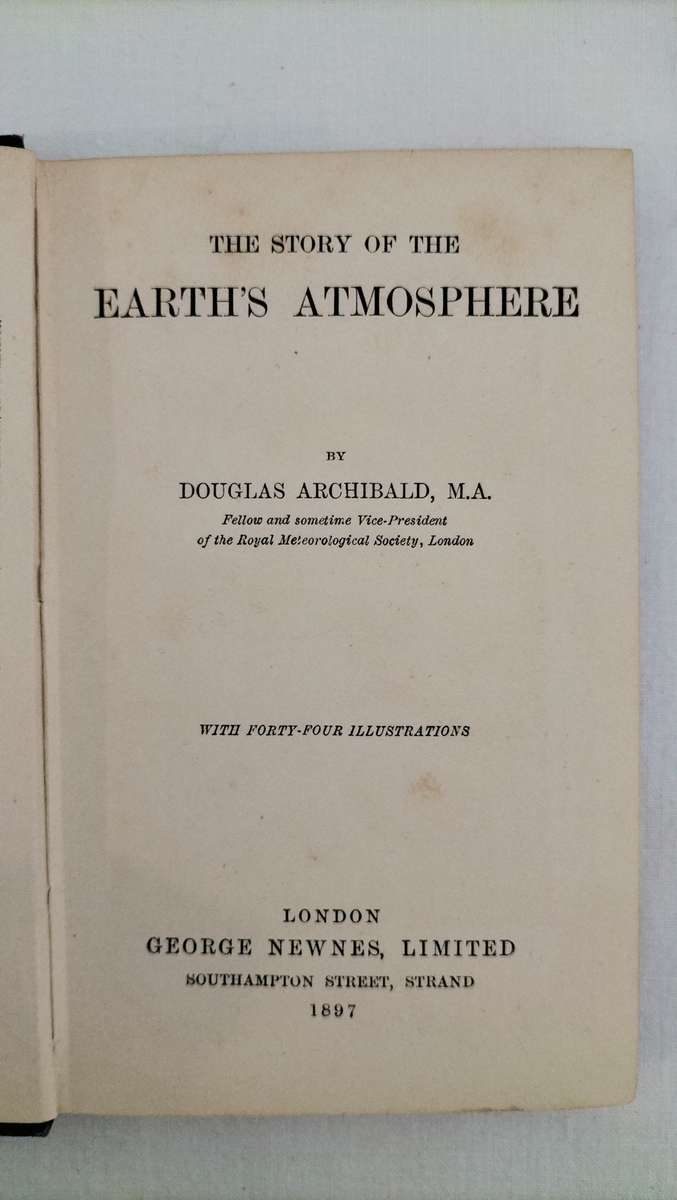 THE STORY OF THE
EARTH'S ATMOSPHERE
BY
DOUGLAS ARCHIBALD, M.A.
Fellow and sometime Vice-President
of the Royal Meteorological Society, London
WITH FORTY-FOUR ILLUSTRATIONS
LONDON
GEORGE NEWNES, LIMITED
SOUTHAMPTON STREET, STRAND
1897